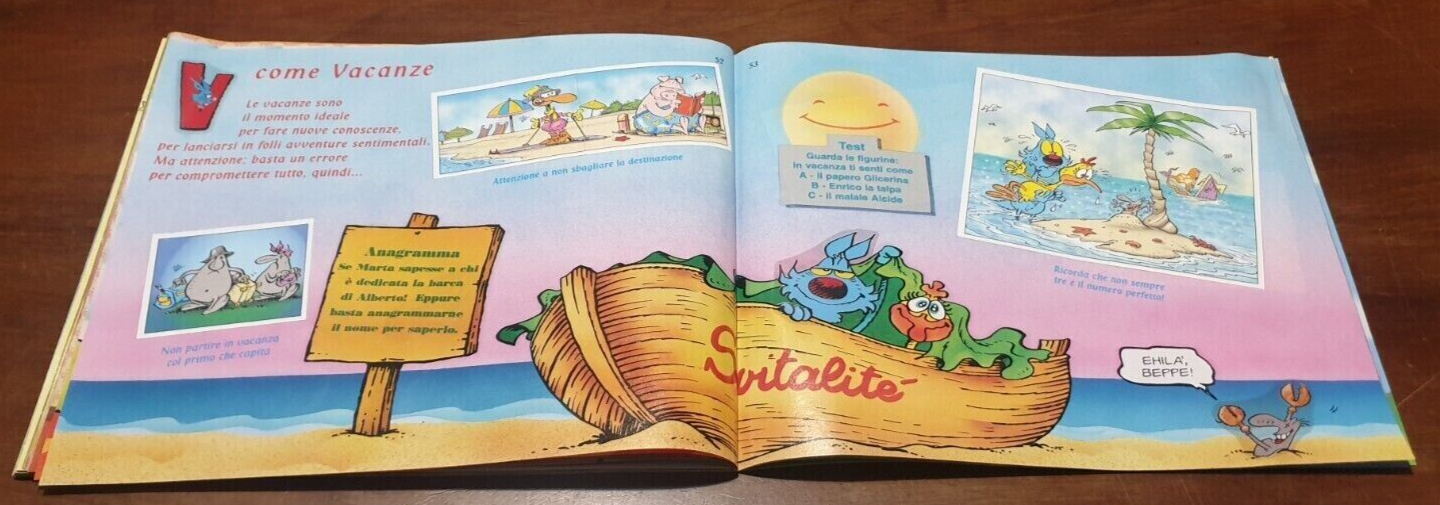 V come Vacanze
Le vacanze sono
il momento ideale
per fare nuove conoscenze.
Per lanciarsi in folli avventure sentimentali.
Ma attenzione: basta un errore
per compromettere tutto, quindi...
52
Attenzione a non sbagliare la destinazione
Non partire in vacanza
col primo che capita
Anagramma
Se Marta sapesse a chi
è dedicata la barca
di Alberto! Eppure
basta anagrammarne
il nome per saperlo.
53
Test
Guarda le figurine:
in vacanza ti senti come
A - Il papero Glicerina
B - Enrico la talpa
C - Il maiale Alcide
Ricorda che non sempre
tre è il numero perfetto!
Svitalité
EHILÀ,
BEPPE!